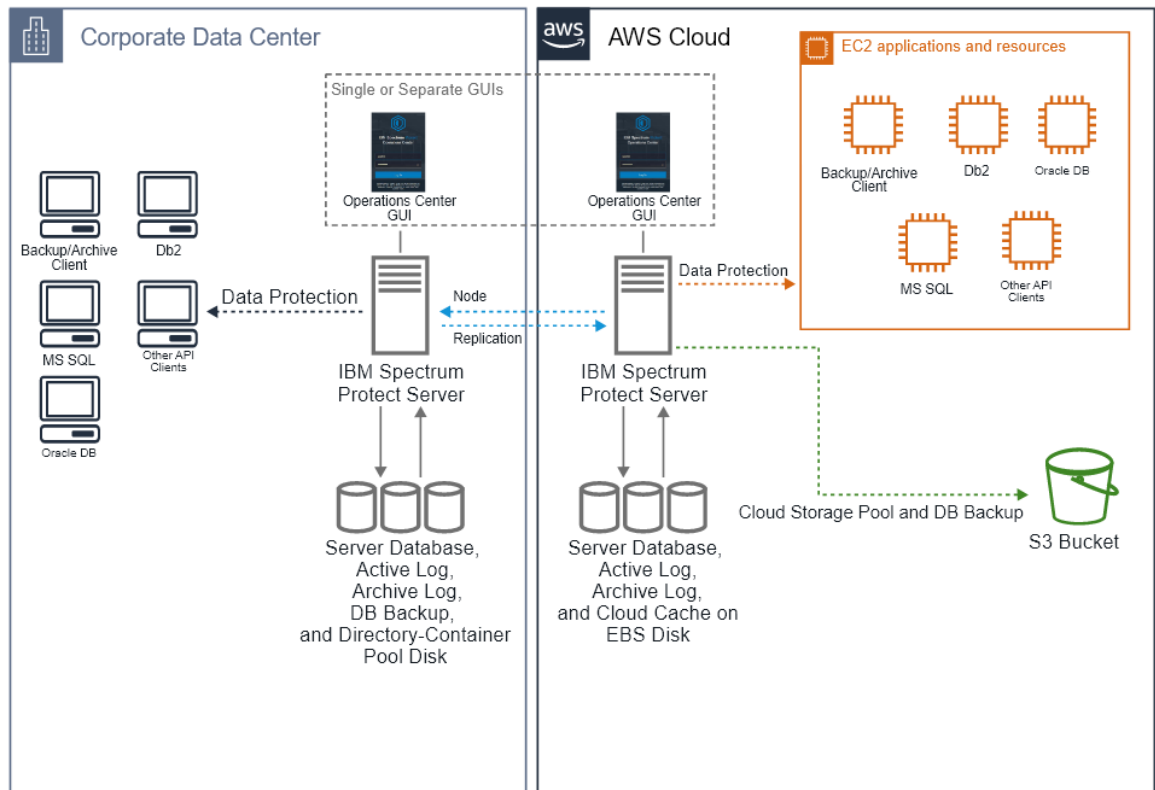 Corporate Data Center
aws
AWS Cloud
EC2 applications and resources
Single or Separate GUIs
Operations Center
GUI
Operations Center
GUI
Backup/Archive
Client
Db2
Oracle DB
MS SQL
Other API
Clients
Backup/Archive
Client
Db2
MS SQL
Other API
Clients
Oracle DB
Data Protection
Node
Replication
Data Protection
IBM Spectrum
Protect Server
IBM Spectrum
Protect Server
Cloud Storage Pool and DB Backup
S3 Bucket
Server Database,
Active Log,
Archive Log,
DB Backup,
and Directory-Container
Pool Disk
Server Database,
Active Log,
Archive Log,
and Cloud Cache on
EBS Disk